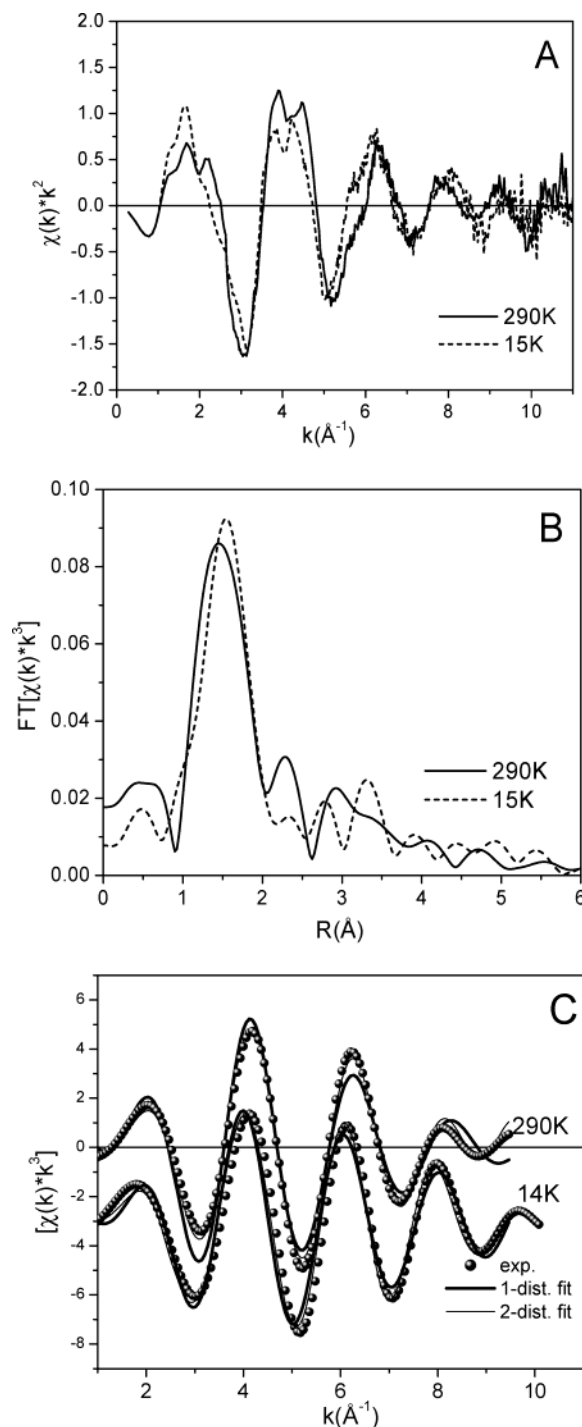 A
χ(k)*k²
2.0
1.5
1.0
0.5
0.0
-0.5
-1.0
-1.5
-2.0
290K
15K
0 2 4 6 8 10
k(Å⁻¹)
B
FT[χ(k)*k³]
0.10
0.08
0.06
0.04
0.02
0.00
290K
15K
0 1 2 3 4 5 6
R(Å)
C
[χ(k)*k³]
6
4
2
0
-2
-4
-6
-8
290K
14K
exp.
1-dist. fit
2-dist. fit
2 4 6 8 10
k(Å⁻¹)